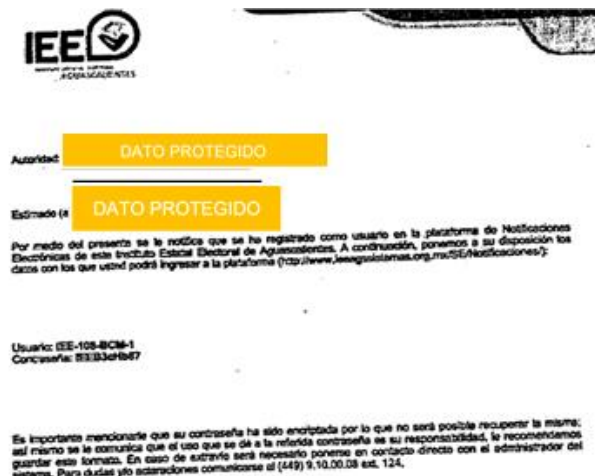 IEE
AGUASCALIENTES
Autoridad: DATO PROTEGIDO
Estimado (a DATO PROTEGIDO
Por medio del presente se le notifica que se ha registrado como usuario en la plataforma de Notificaciones
Electrónicas de este Instituto Estatal Electoral de Aguascalientes. A continuación, ponemos a su disposición los
datos con los que usted podrá ingresar a la plataforma (http://www.ieeagssistemas.org.mx/SE/Notificaciones/):
Usuario: IEE-108-BCM-1
Contraseña:
Es importante mencionarle que su contraseña ha sido encriptada por lo que no será posible recuperar la misma;
así mismo se le comunica que el uso que se dé a la referida contraseña es su responsabilidad, le recomendamos
guardar este formato. En caso de extravío será necesario ponerse en contacto directo con el administrador del
sistema. Para dudas y/o aclaraciones comunicarse al (449) 9.10.00.08 ext. 124.